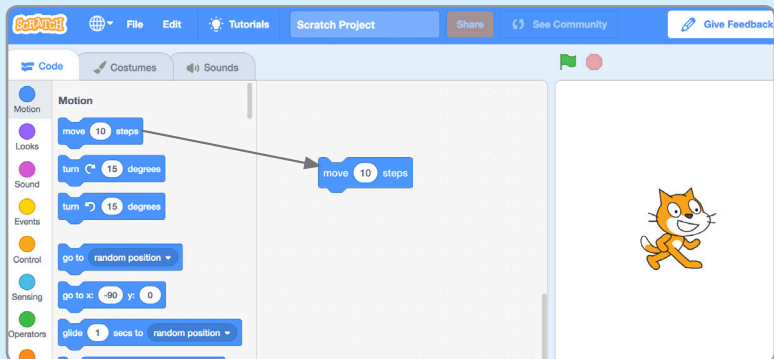 SCRATCH File Edit Tutorials Scratch Project Share See Community Give Feedback
Code Costumes Sounds
Motion
Looks
Sound
Events
Control
Sensing
Operators
Motion
move 10 steps
turn 15 degrees
turn 15 degrees
go to random position
go to x: -90 y: 0
glide 1 secs to random position
move 10 steps